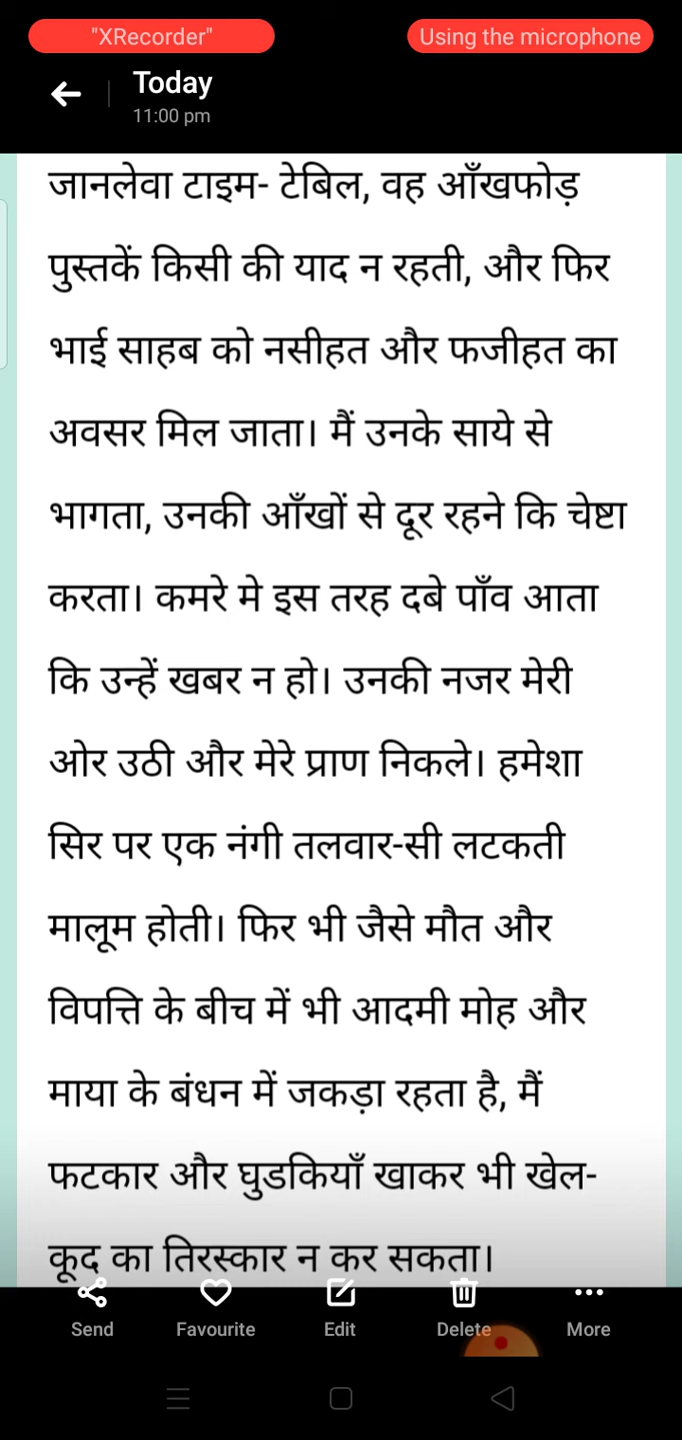 "XRecorder"
Using the microphone
Today
11:00 pm
जानलेवा टाइम- टेबिल, वह आँखफोड़
पुस्तकें किसी की याद न रहती, और फिर
भाई साहब को नसीहत और फजीहत का
अवसर मिल जाता। मैं उनके साये से
भागता, उनकी आँखों से दूर रहने कि चेष्टा
करता। कमरे मे इस तरह दबे पाँव आता
कि उन्हें खबर न हो। उनकी नजर मेरी
ओर उठी और मेरे प्राण निकले। हमेशा
सिर पर एक नंगी तलवार-सी लटकती
मालूम होती। फिर भी जैसे मौत और
विपत्ति के बीच में भी आदमी मोह और
माया के बंधन में जकड़ा रहता है, मैं
फटकार और घुडकियाँ खाकर भी खेल-
कूद का तिरस्कार न कर सकता।
Send Favourite Edit Delete More